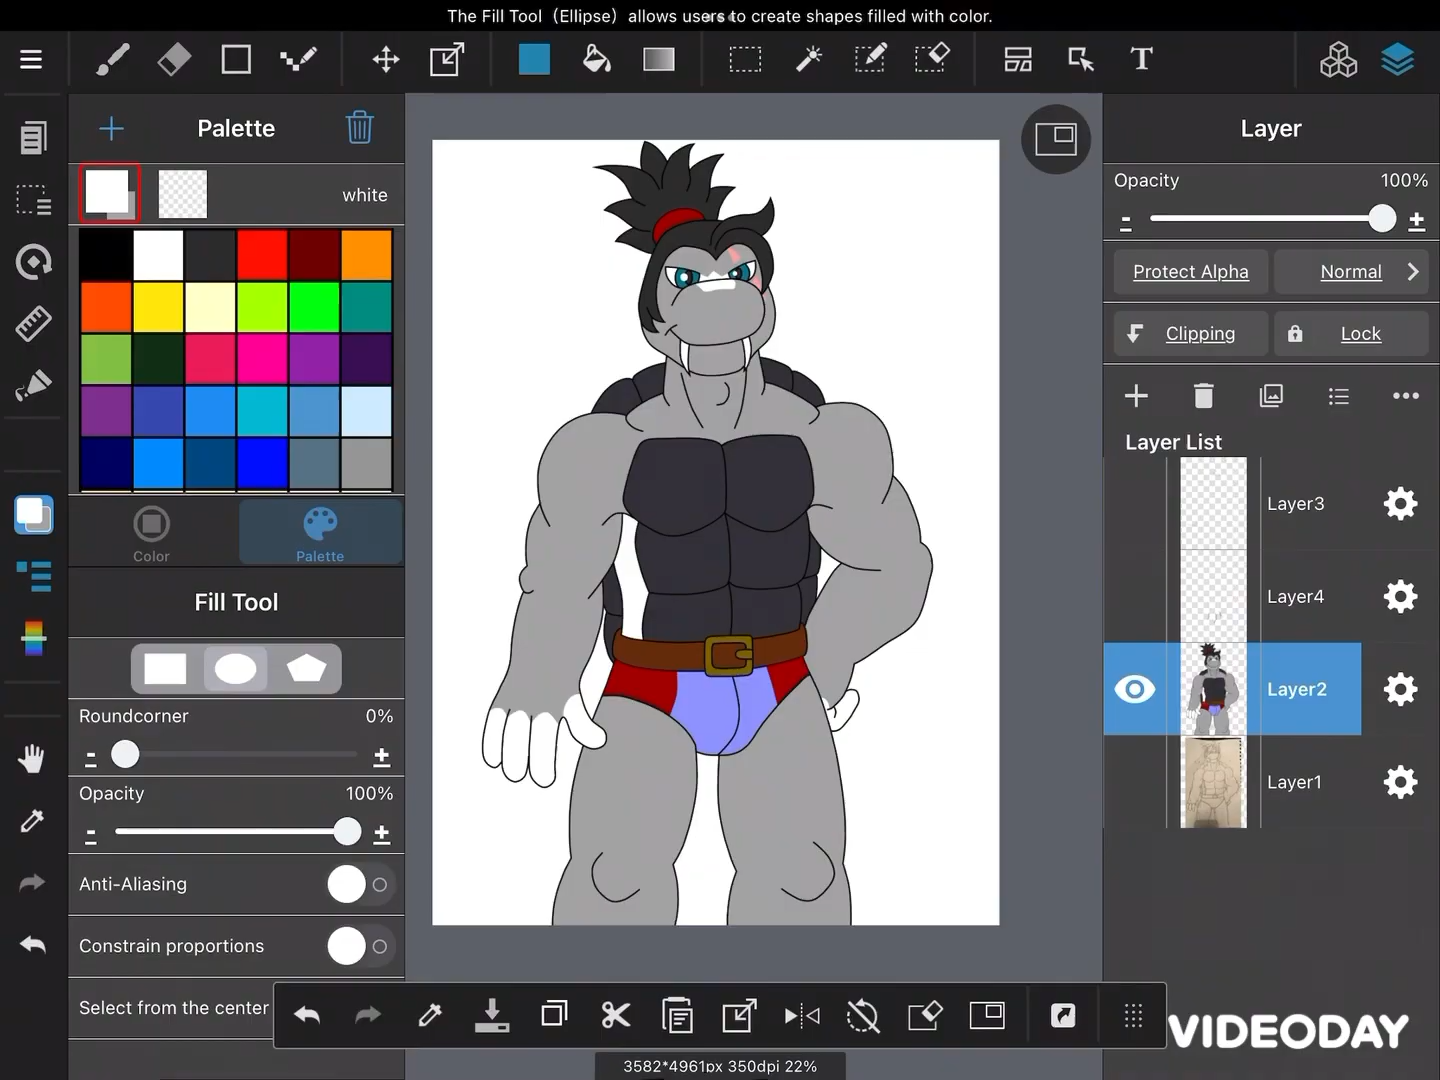 The Fill Tool（Ellipse）allows users to create shapes filled with color.
T
Palette
white
Color
Palette
Fill Tool
Roundcorner 0%
Opacity 100%
Anti-Aliasing
Constrain proportions
Select from the center
Layer
Opacity 100%
Protect Alpha
Normal
Clipping
Lock
Layer List
Layer3
Layer4
Layer2
Layer1
3582*4961px 350dpi 22%
VIDEODAY